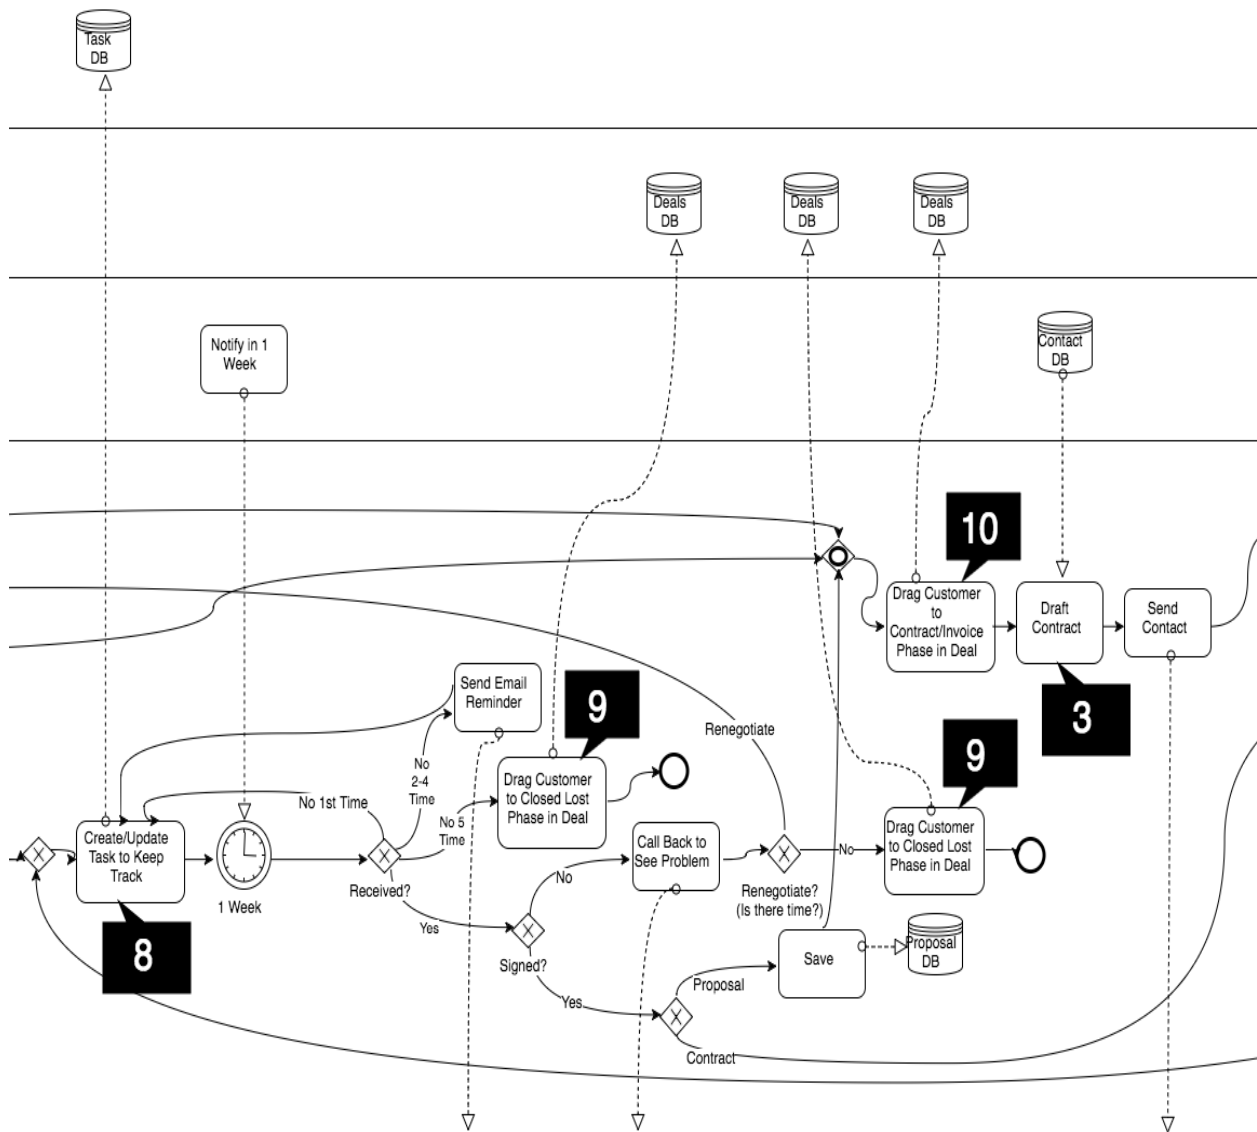 Task
DB
Deals
DB
Deals
DB
Deals
DB
Notify in 1
Week
Contact
DB
10
Drag Customer
to
Contract/Invoice
Phase in Deal
Draft
Contract
Send
Contact
3
Send Email
Reminder
9
Renegotiate
9
No
2-4
Time
Drag Customer
to Closed Lost
Phase in Deal
No 1st Time
No 5
Time
Create/Update
Task to Keep
Track
1 Week
Received?
Call Back to
See Problem
No
Drag Customer
to Closed Lost
Phase in Deal
No
Renegotiate?
(Is there time?)
Yes
8
Signed?
Yes
Proposal
Save
Proposal
DB
Contract